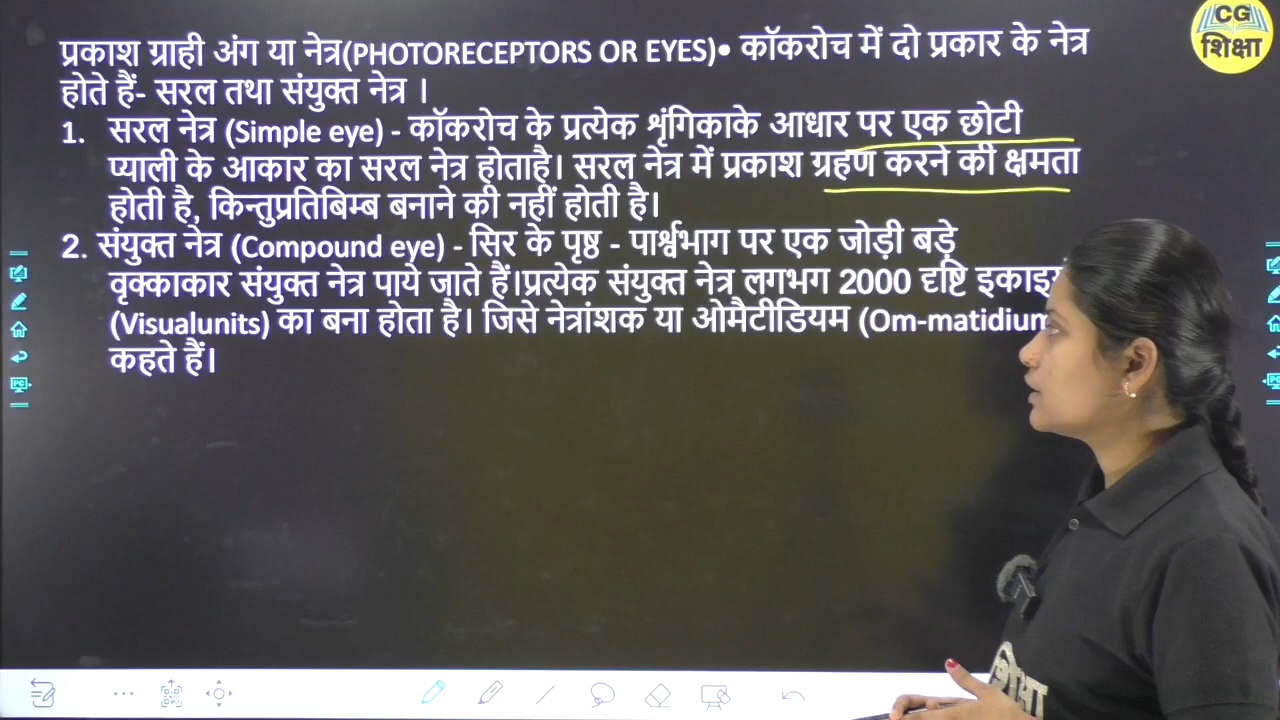 CG
शिक्षा
प्रकाश ग्राही अंग या नेत्र(PHOTORECEPTORS OR EYES)• कॉकरोच में दो प्रकार के नेत्र
होते हैं- सरल तथा संयुक्त नेत्र ।
1. सरल नेत्र (Simple eye) - कॉकरोच के प्रत्येक शृंगिकाके आधार पर एक छोटी
प्याली के आकार का सरल नेत्र होताहै। सरल नेत्र में प्रकाश ग्रहण करने की क्षमता
होती है, किन्तुप्रतिबिम्ब बनाने की नहीं होती है।
2. संयुक्त नेत्र (Compound eye) - सिर के पृष्ठ - पार्श्वभाग पर एक जोड़ी बड़े
वृक्काकार संयुक्त नेत्र पाये जाते हैं।प्रत्येक संयुक्त नेत्र लगभग 2000 दृष्टि
(Visualunits) का बना होता है। जिसे नेत्रांशक या ओमैटीडियम (Om-matidium
कहते हैं।
शिक्षा